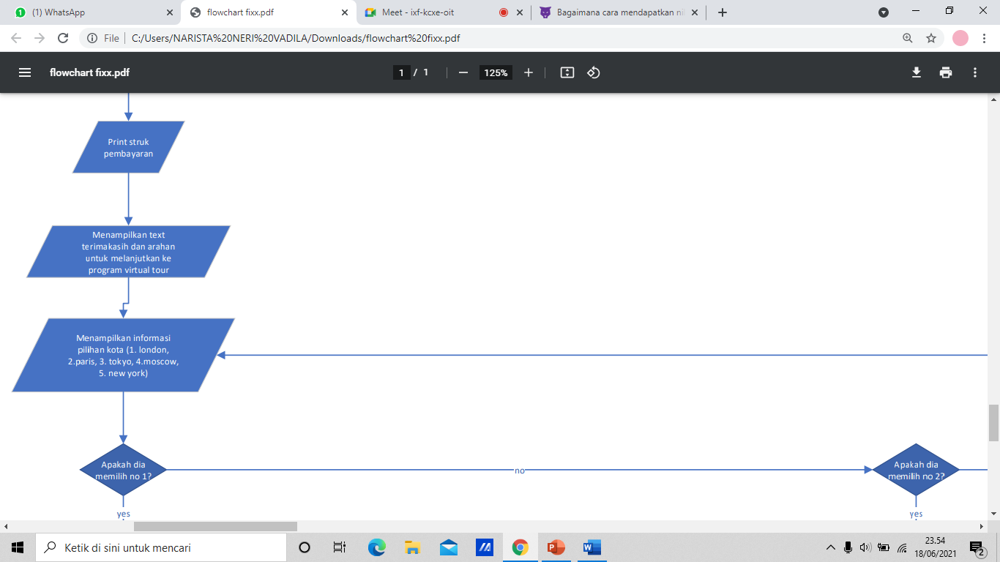 (1) WhatsApp
flowchart fixx.pdf
Meet - ixf-kcxe-oit
Bagaimana cara mendapatkan ni
File
C:/Users/NARISTA%20NERI%20VADILA/Downloads/flowchart%20fixx.pdf
flowchart fixx.pdf
1 / 1
125%
Print struk
pembayaran
Menampilkan text
terimakasih dan arahan
untuk melanjutkan ke
program virtual tour
Menampilkan informasi
pilihan kota (1. london,
2.paris, 3. tokyo, 4.moscow,
5. new york)
Apakah dia
memilih no 1?
no
Apakah dia
memilih no 2?
yes
yes
Ketik di sini untuk mencari
23.54
18/06/2021
2